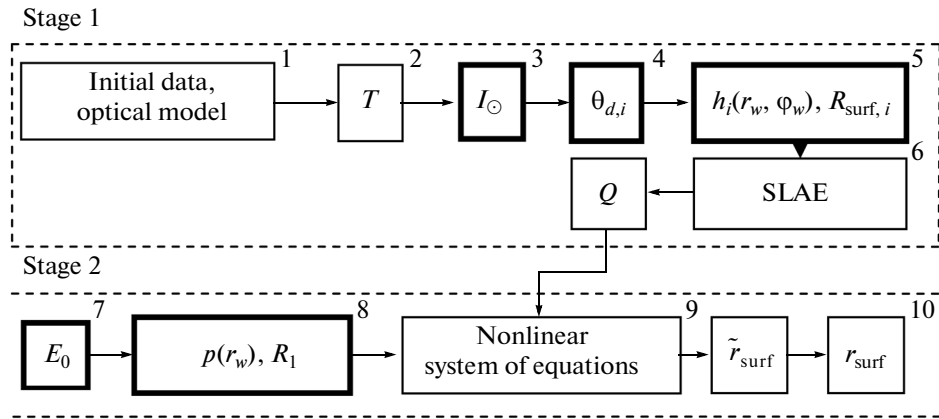 Stage 1
1
Initial data,
optical model
2
T
3
I☉
4
θd,i
5
hi(rw, φw), Rsurf, i
6
SLAE
Q
Stage 2
7
E0
8
p(rw), R1
9
Nonlinear
system of equations
r̃surf
10
rsurf